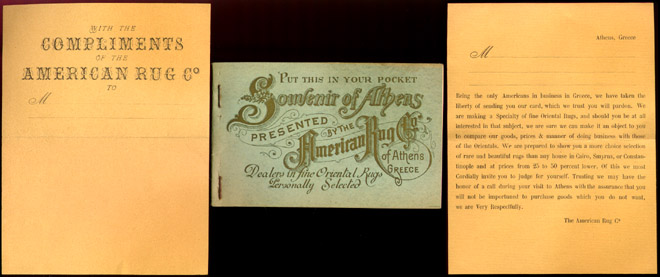 WITH THE
COMPLIMENTS
OF THE
AMERICAN RUG Co
TO
M
PUT THIS IN YOUR POCKET
Souvenir of Athens
PRESENTED
BY THE
American Rug Co
of Athens
GREECE
Dealers in fine Oriental Rugs
Personally Selected
Athens, Greece
M
Being the only Americans in business in Greece, we have taken the
liberty of sending you our card, which we trust you will pardon. We
are making a Specialty of fine Oriental Rugs, and should you be at all
interested in that subject, we are sure we can make it an object to you
to compare our goods, prices & manner of doing business with those
of the Orientals. We are prepared to show you a more choice selection
of rare and beautiful rugs than any house in Cairo, Smyrna, or Constan-
tinople and at prices from 25 to 50 percent lower. Of this we most
Cordially invite you to judge for yourself. Trusting we may have the
honor of a call during your visit to Athens with the assurance that you
will not be importuned to purchase goods which you do not want,
we are Very Respectfully.
The American Rug Co